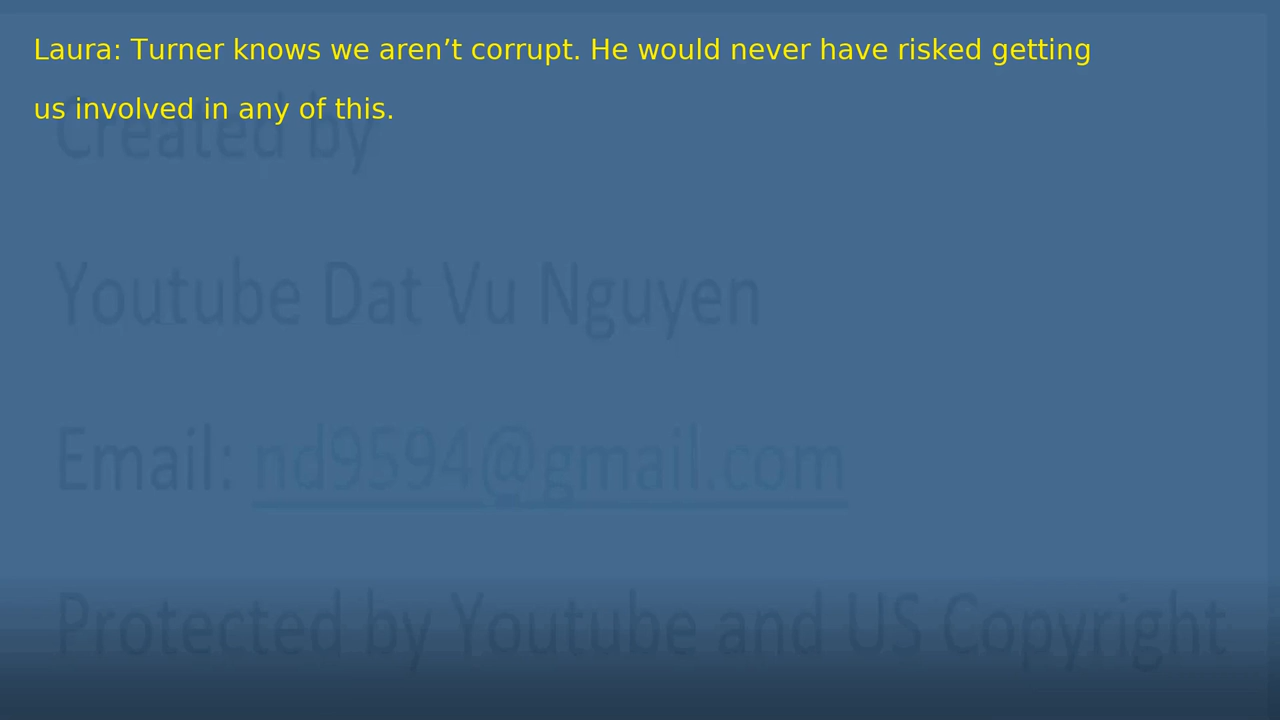 Laura: Turner knows we aren’t corrupt. He would never have risked getting
us involved in any of this.
Created by
Youtube Dat Vu Nguyen
Email: nd9594@gmail.com
Protected by Youtube and US Copyright